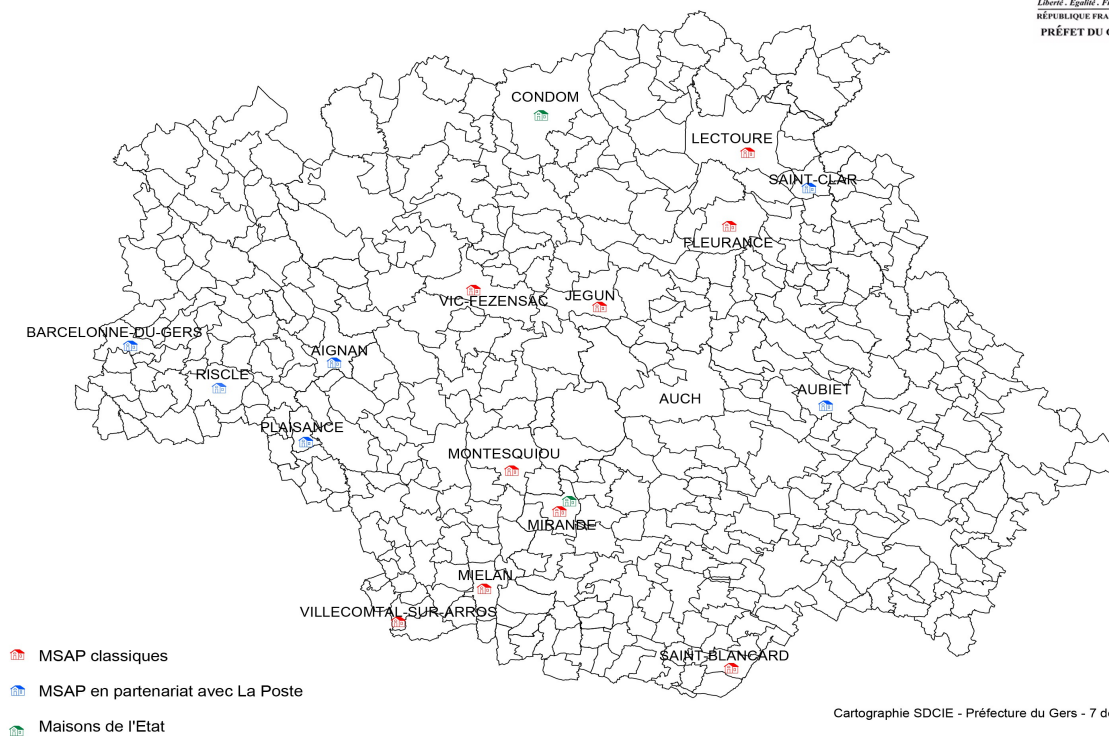 Liberté . Egalité .
RÉPUBLIQUE
PRÉFET DU
CONDOM
LECTOURE
SAINT-CLAR
FLEURANCE
VIC-FEZENSAC
JEGUN
BARCELONNE-DU-GERS
AIGNAN
RISCLE
AUBIET
AUCH
PLAISANCE
MONTESQUIOU
MIRANDE
MIELAN
VILLECOMTAL-SUR-ARROS
SAINT-BLANCARD
MSAP classiques
MSAP en partenariat avec La Poste
Maisons de l'Etat
Cartographie SDCIE - Préfecture du Gers - 7